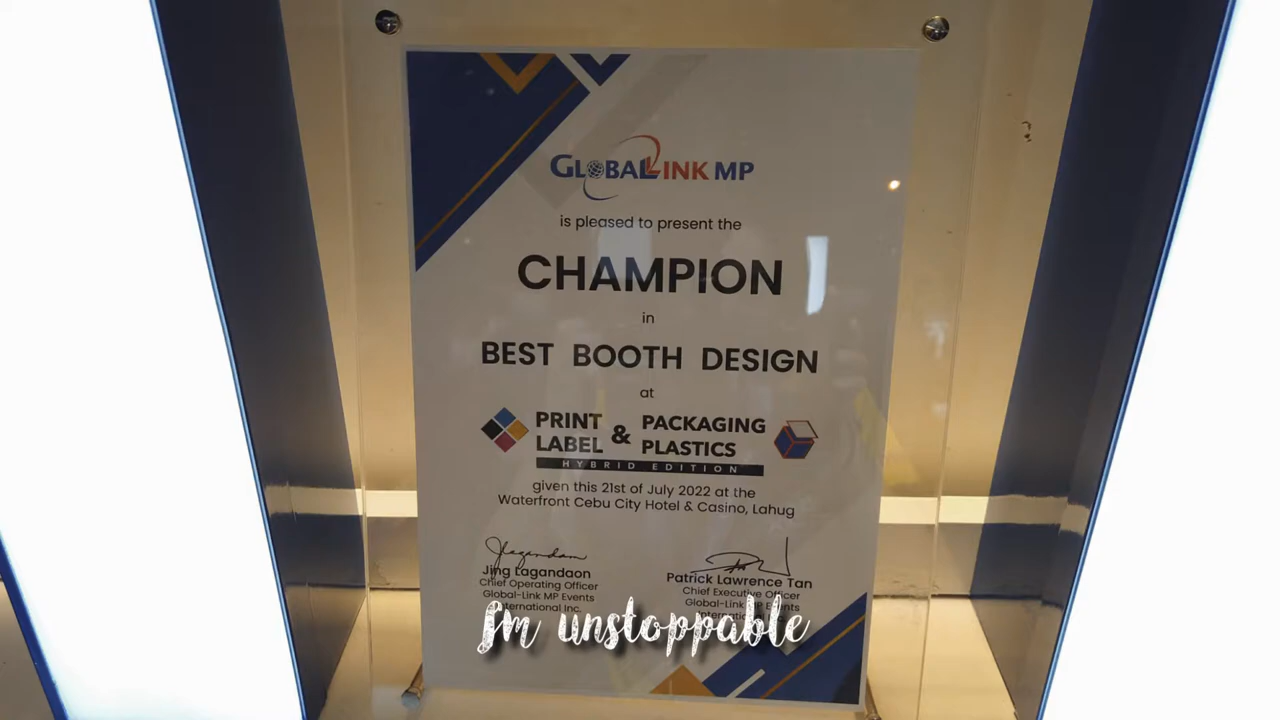 GLOBALLINK MP
is pleased to present the
CHAMPION
in
BEST BOOTH DESIGN
at
PRINT LABEL & PACKAGING PLASTICS
HYBRID EDITION
given this 21st of July 2022 at the
Waterfront Cebu City Hotel & Casino, Lahug
Jing Lagandaon
Chief Operating Officer
Global-Link MP Events
International Inc.
Patrick Lawrence Tan
Chief Executive Officer
Global-Link MP Events
I'm unstoppable